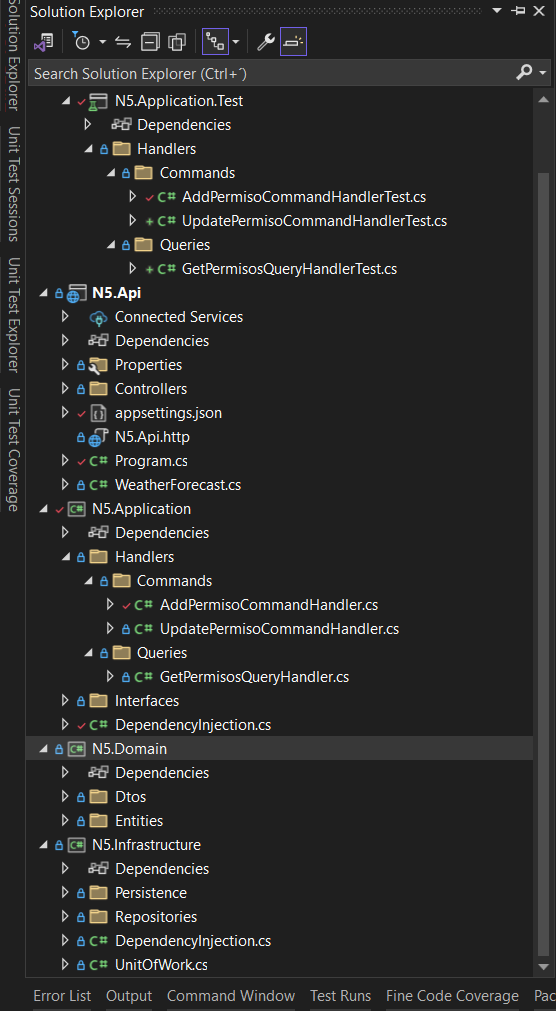 Solution Explorer
Search Solution Explorer (Ctrl+´)
Solution Explorer
Unit Test Sessions
Unit Test Explorer
Unit Test Coverage
N5.Application.Test
Dependencies
Handlers
Commands
C# AddPermisoCommandHandlerTest.cs
C# UpdatePermisoCommandHandlerTest.cs
Queries
C# GetPermisosQueryHandlerTest.cs
N5.Api
Connected Services
Dependencies
Properties
Controllers
appsettings.json
N5.Api.http
C# Program.cs
C# WeatherForecast.cs
C# N5.Application
Dependencies
Handlers
Commands
C# AddPermisoCommandHandler.cs
C# UpdatePermisoCommandHandler.cs
Queries
C# GetPermisosQueryHandler.cs
Interfaces
C# DependencyInjection.cs
C# N5.Domain
Dependencies
Dtos
Entities
C# N5.Infrastructure
Dependencies
Persistence
Repositories
C# DependencyInjection.cs
C# UnitOfWork.cs
Error List Output Command Window Test Runs Fine Code Coverage Pac